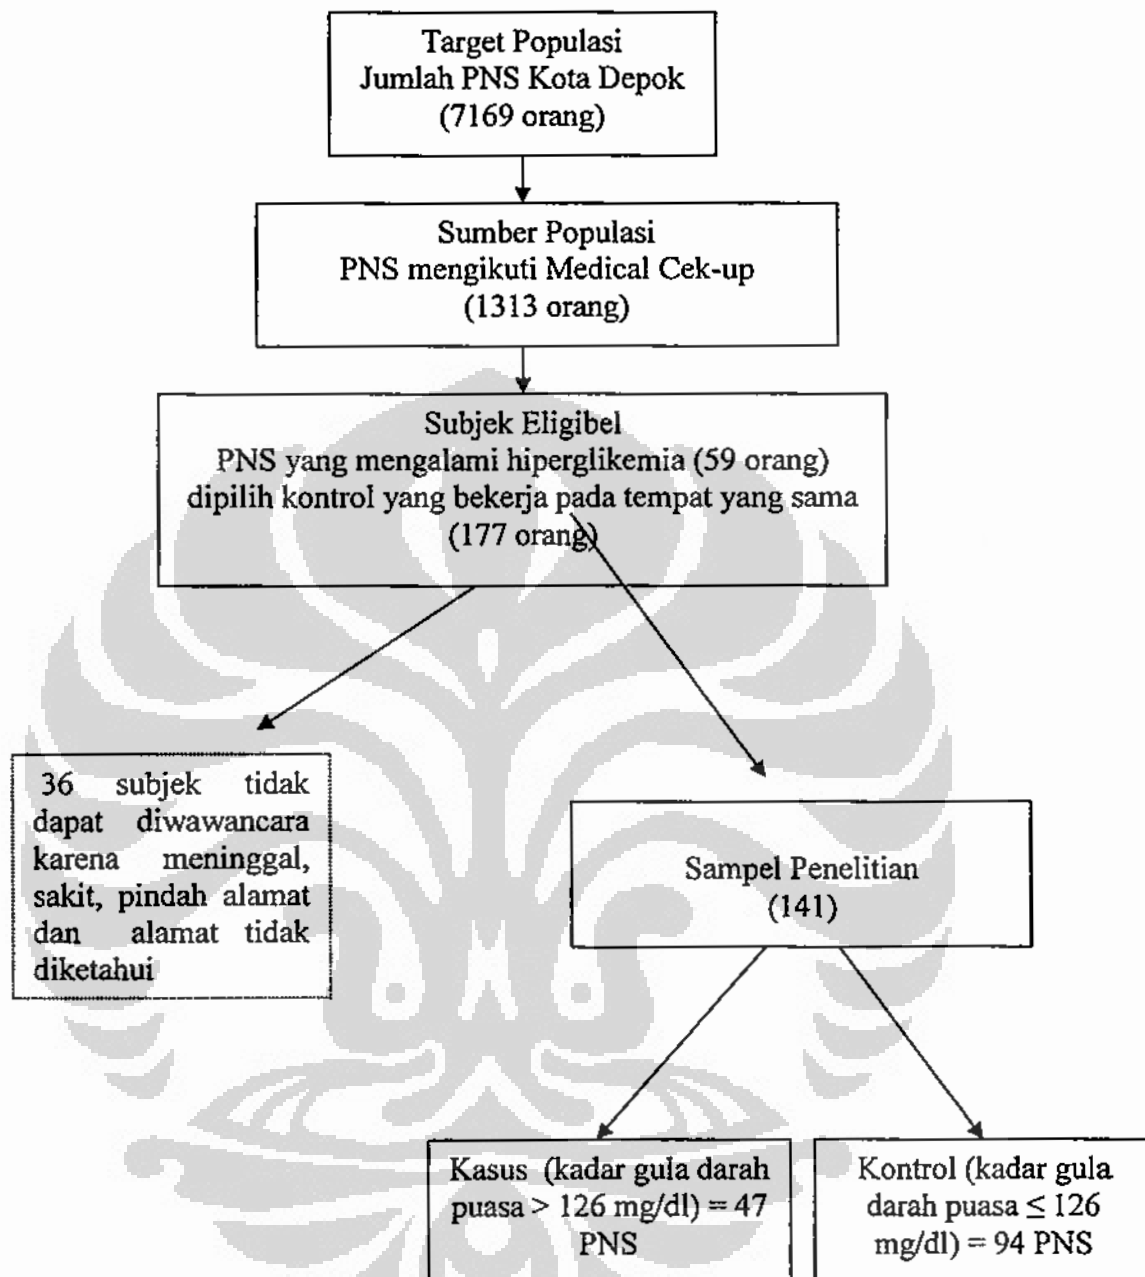 Target Populasi
Jumlah PNS Kota Depok
(7169 orang)
Sumber Populasi
PNS mengikuti Medical Cek-up
(1313 orang)
Subjek Eligibel
PNS yang mengalami hiperglikemia (59 orang)
dipilih kontrol yang bekerja pada tempat yang sama
(177 orang)
36 subjek tidak
dapat diwawancara
karena meninggal,
sakit, pindah alamat
dan alamat tidak
diketahui
Sampel Penelitian
(141)
Kasus (kadar gula darah
puasa > 126 mg/dl) = 47
PNS
Kontrol (kadar gula
darah puasa ≤ 126
mg/dl) = 94 PNS